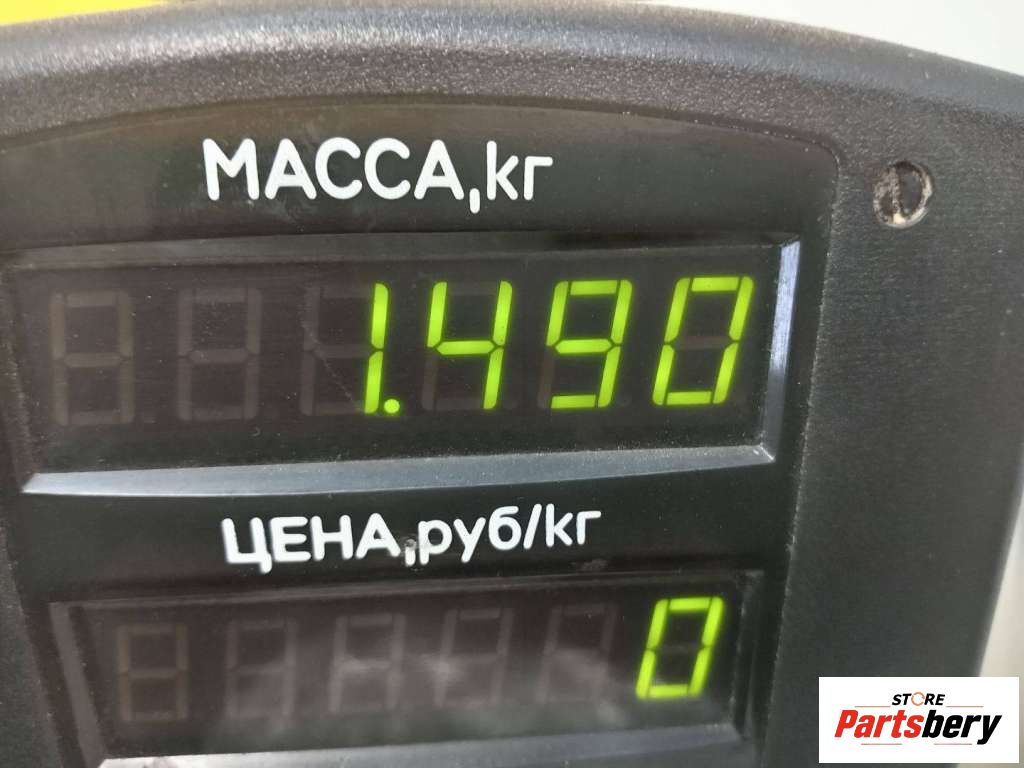 МАССА,кг
1.490
ЦЕНА,руб/кг
0
STORE
Partsbery